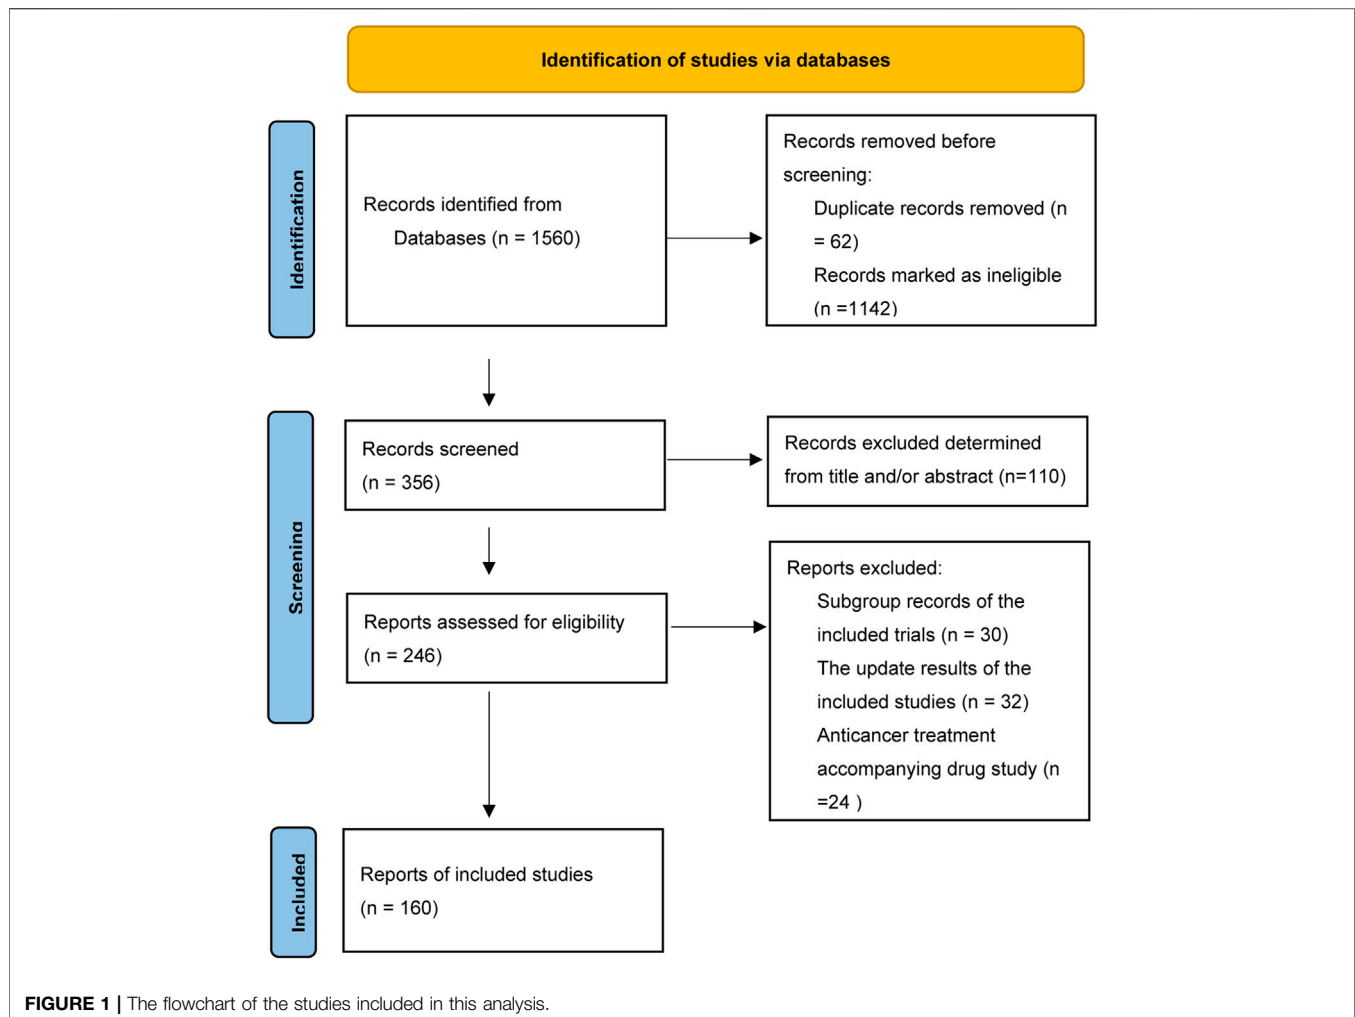 Identification of studies via databases
Identification
Records identified from
Databases (n = 1560)
Records removed before
screening:
Duplicate records removed (n
= 62)
Records marked as ineligible
(n =1142)
Screening
Records screened
(n = 356)
Records excluded determined
from title and/or abstract (n=110)
Reports assessed for eligibility
(n = 246)
Reports excluded:
Subgroup records of the
included trials (n = 30)
The update results of the
included studies (n = 32)
Anticancer treatment
accompanying drug study (n
=24 )
Included
Reports of included studies
(n = 160)
FIGURE 1 | The flowchart of the studies included in this analysis.